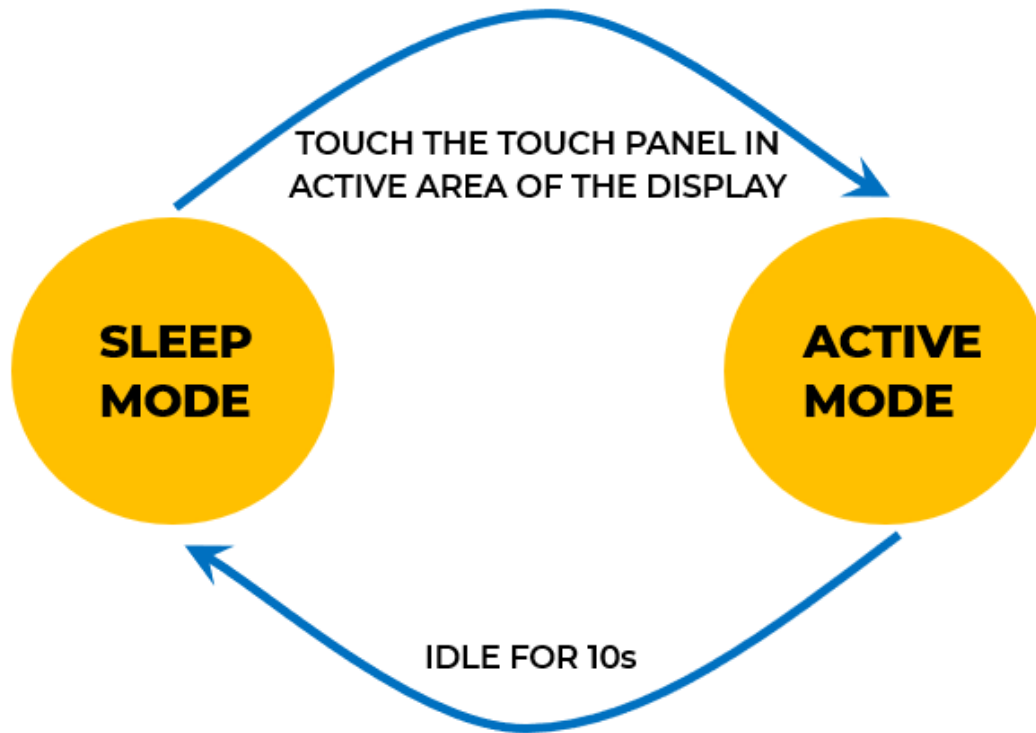 TOUCH THE TOUCH PANEL IN
ACTIVE AREA OF THE DISPLAY
SLEEP
MODE
ACTIVE
MODE
IDLE FOR 10s